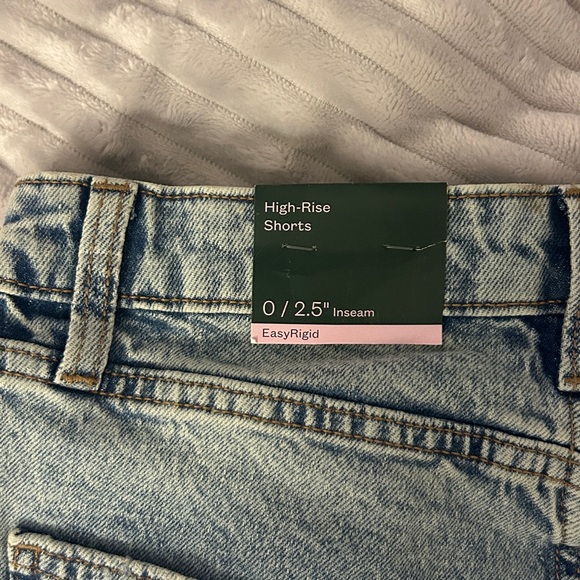 High-Rise
Shorts
0 / 2.5" Inseam
EasyRigid